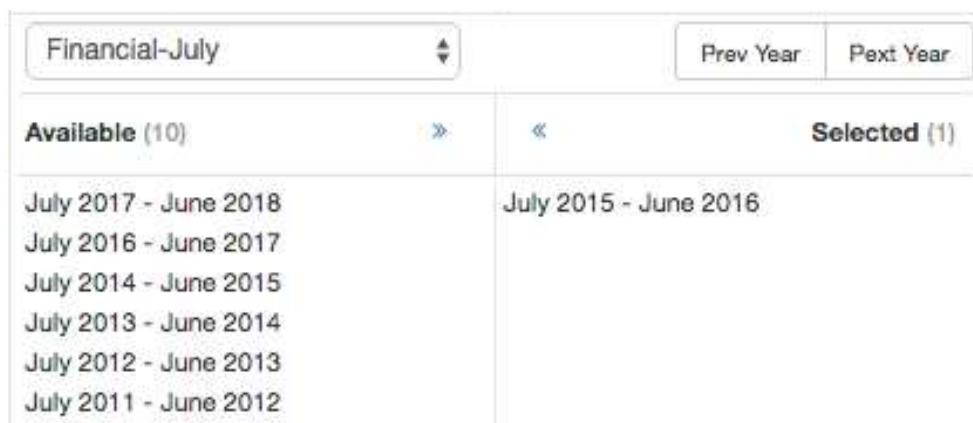 Financial-July Prev Year Pext Year
Available (10) » « Selected (1)
July 2017 - June 2018 July 2015 - June 2016
July 2016 - June 2017
July 2014 - June 2015
July 2013 - June 2014
July 2012 - June 2013
July 2011 - June 2012